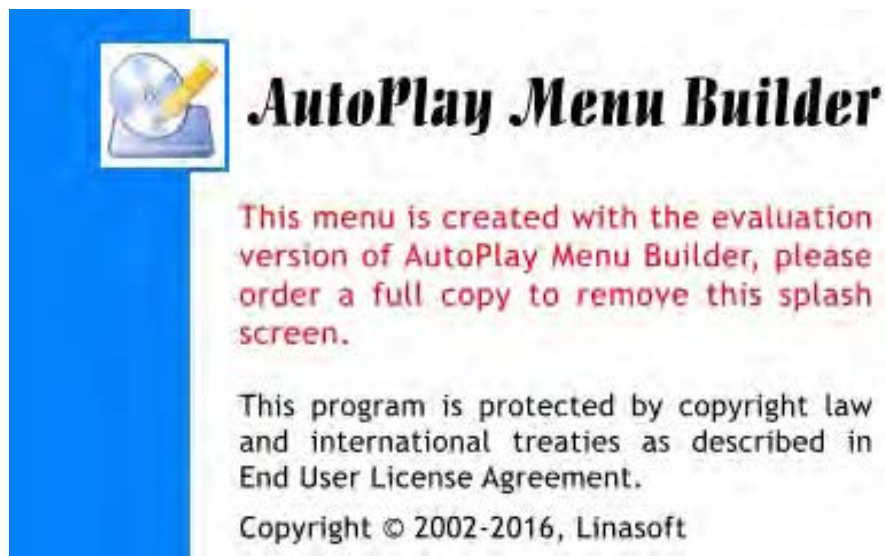 AutoPlay Menu Builder
This menu is created with the evaluation
version of AutoPlay Menu Builder, please
order a full copy to remove this splash
screen.
This program is protected by copyright law
and international treaties as described in
End User License Agreement.
Copyright © 2002-2016, Linasoft